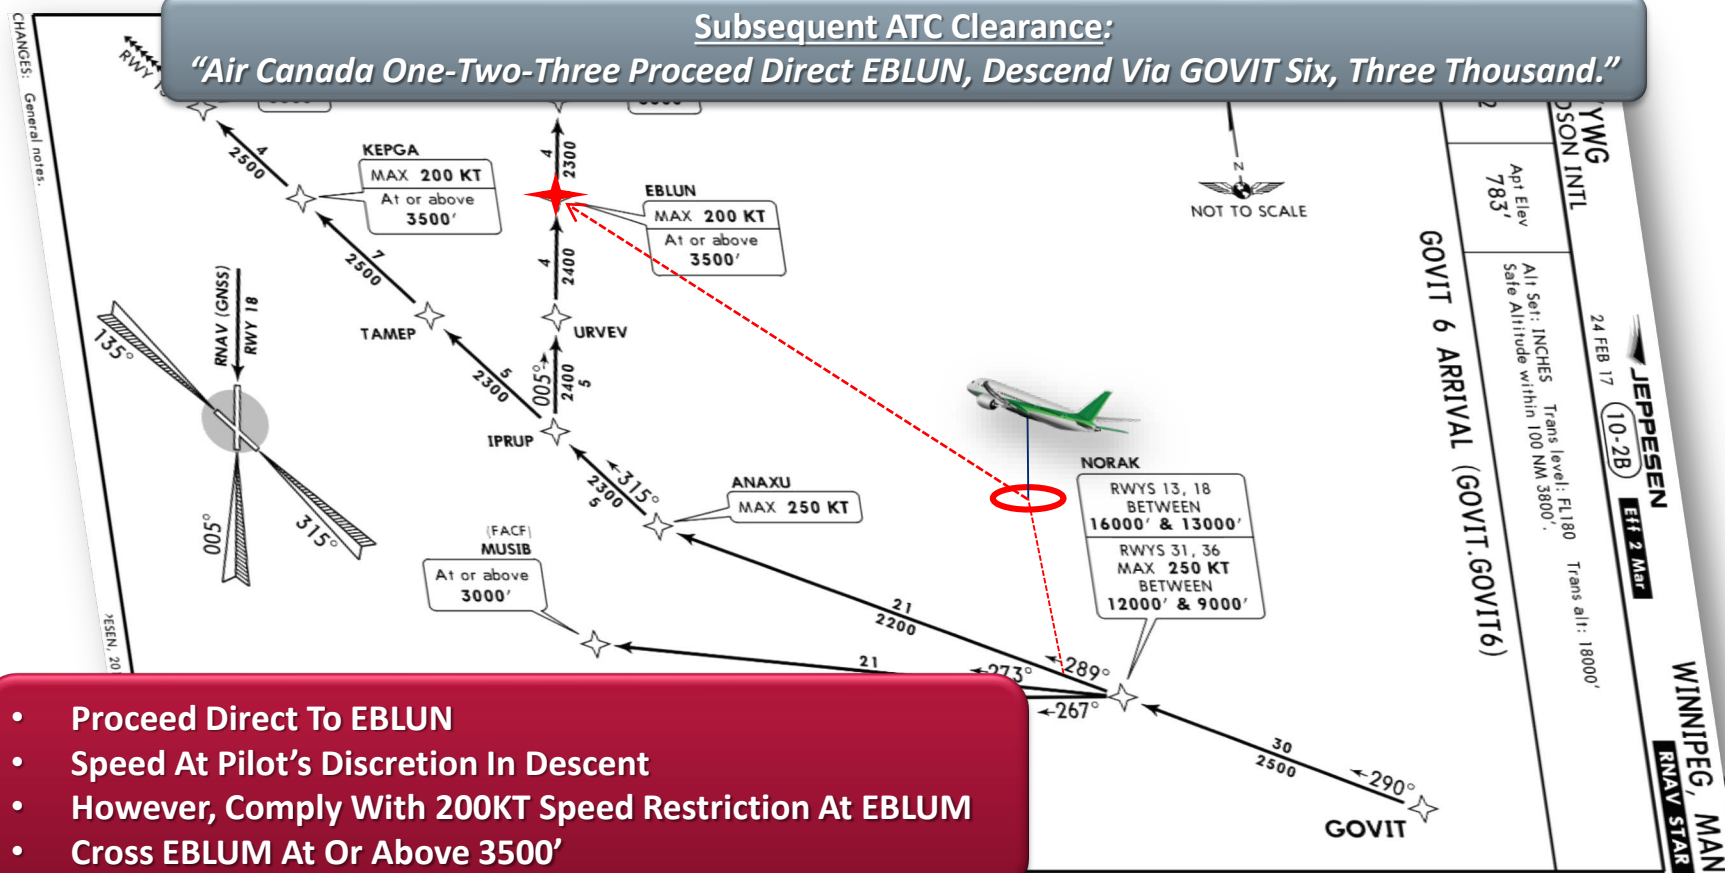 Subsequent ATC Clearance:
“Air Canada One-Two-Three Proceed Direct EBLUN, Descend Via GOVIT Six, Three Thousand.”
CHANGES: General notes.
RWY
4
2500
KEPGA
MAX 200 KT
At or above
3500'
4
2300
EBLUN
MAX 200 KT
At or above
3500'
N
NOT TO SCALE
7
2500
4
2400
TAMEP
URVEV
RNAV (GNSS)
RWY 18
135°
005°
315°
5
2300
005°
2400
5
IPRUP
315°
2300
5
ANAXU
MAX 250 KT
(FACF)
MUSIB
At or above
3000'
NORAK
RWYS 13, 18
BETWEEN
16000' & 13000'
RWYS 31, 36
MAX 250 KT
BETWEEN
12000' & 9000'
21
2200
21
289°
273°
267°
30
2500
290°
GOVIT
YWG
DSON INTL
Apt Elev
783'
Alt Set: INCHES Trans level: FL180 Trans alt: 18000'
Safe Altitude within 100 NM 3800'.
GOVIT 6 ARRIVAL (GOVIT.GOVIT6)
JEPPESEN
24 FEB 17 10-2B Eff 2 Mar
WINNIPEG, MAN
RNAV STAR
PESEN, 201
• Proceed Direct To EBLUN
• Speed At Pilot’s Discretion In Descent
• However, Comply With 200KT Speed Restriction At EBLUM
• Cross EBLUM At Or Above 3500’